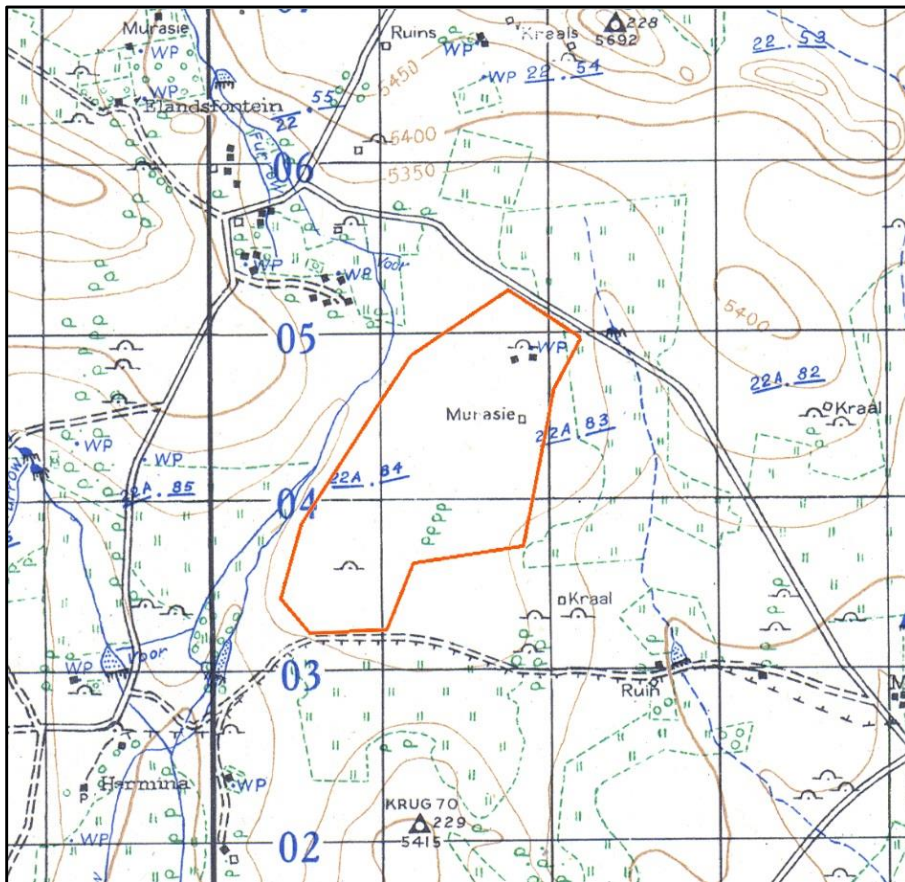 Murasie
WP
WP
Elandsfontein
Ruins
WP
Kraals
228
5692
22.53
WP
22.54
5450
5400
5350
22.55
Furrow
06
WP
WP
Voor
05
WP
5400
22A.82
Kraal
Murasie
22A.83
22A.84
WP
WP
Furrow
22A.85
04
Kraal
Voor
WP
03
Ruin
M
Hermina
P
WP
WP
KRUG 70
229
5415
02